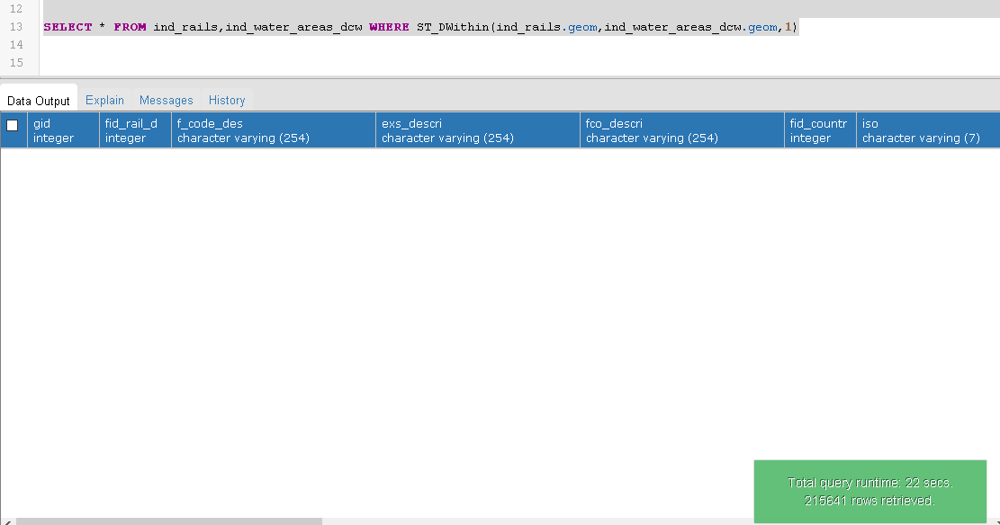 12
13 SELECT * FROM ind_rails,ind_water_areas_dcw WHERE ST_DWithin(ind_rails.geom,ind_water_areas_dcw.geom,1)
14
15
Data Output Explain Messages History
gid fid_rail_d f_code_des exs_descri fco_descri fid_countr iso
integer integer character varying (254) character varying (254) character varying (254) integer character varying (7)
Total query runtime: 22 secs.
215641 rows retrieved.